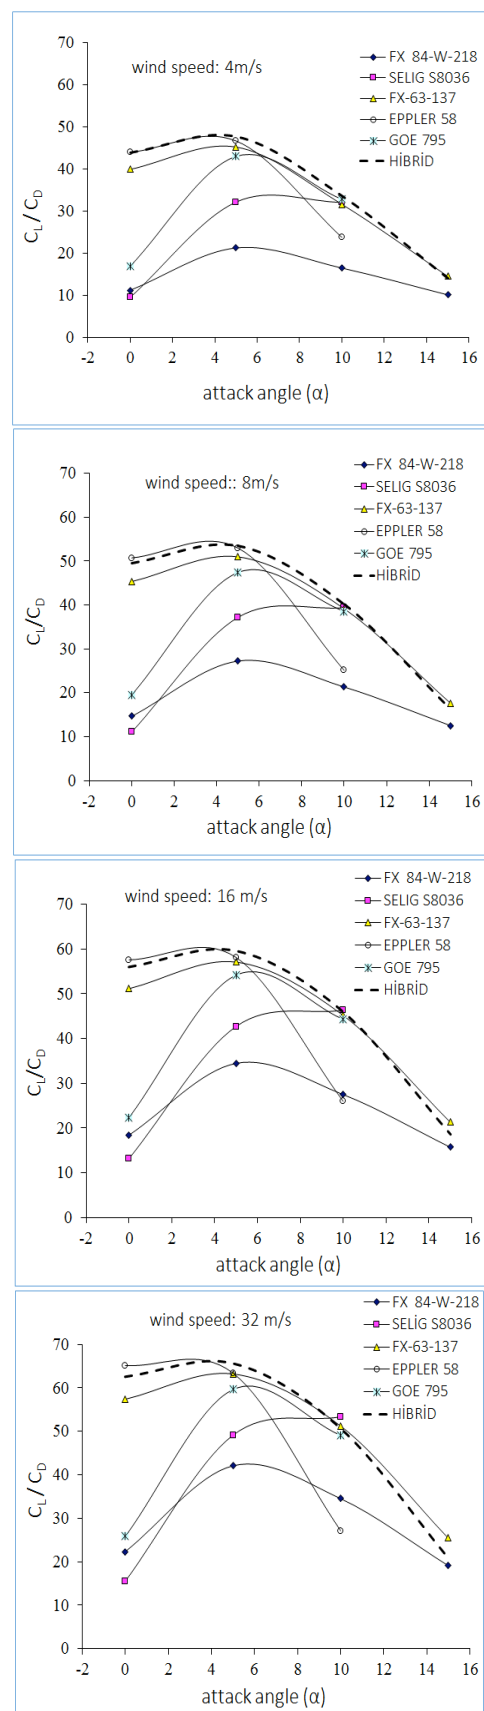 70
60
50
40
30
20
10
0
-2 0 2 4 6 8 10 12 14 16
C_L / C_D
attack angle (α)
wind speed: 4m/s
FX 84-W-218
SELIG S8036
FX-63-137
EPPLER 58
GOE 795
HİBRİD
70
60
50
40
30
20
10
0
-2 0 2 4 6 8 10 12 14 16
C_L/C_D
attack angle (α)
wind speed:: 8m/s
FX 84-W-218
SELIG S8036
FX-63-137
EPPLER 58
GOE 795
HİBRİD
70
60
50
40
30
20
10
0
-2 0 2 4 6 8 10 12 14 16
C_L/C_D
attack angle (α)
wind speed: 16 m/s
FX 84-W-218
SELIG S8036
FX-63-137
EPPLER 58
GOE 795
HİBRİD
70
60
50
40
30
20
10
0
-2 0 2 4 6 8 10 12 14 16
C_L / C_D
attack angle (α)
wind speed: 32 m/s
FX 84-W-218
SELİG S8036
FX-63-137
EPPLER 58
GOE 795
HİBRİD